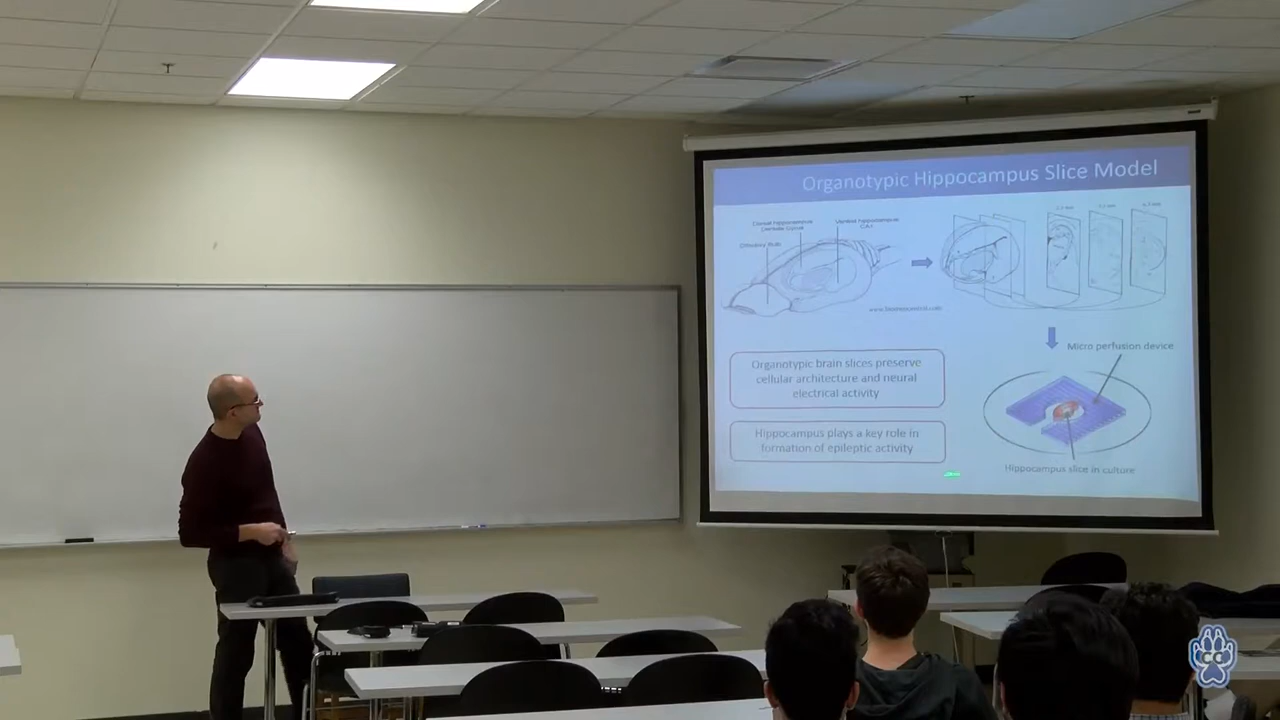 Organotypic Hippocampus Slice Model
Micro perfusion device
Organotypic brain slices preserve
cellular architecture and neural
electrical activity
Hippocampus plays a key role in
formation of epileptic activity
Hippocampus slice in culture
CC